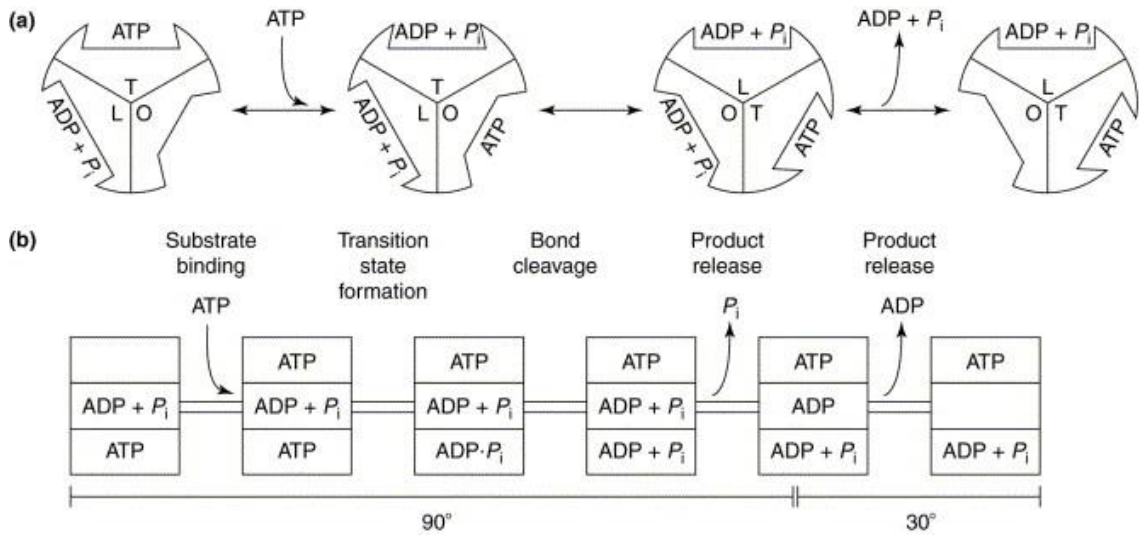 (a)
ATP
ATP
T
L O
ADP + Pi
ADP + Pi
T
L O
ADP + Pi
ATP
ADP + Pi
L
O T
ADP + Pi
ATP
ADP + Pi
ADP + Pi
L
O T
ATP
(b)
Substrate
binding
Transition
state
formation
Bond
cleavage
Product
release
Product
release
ATP
Pi
ADP
ATP
ATP
ATP
ATP
ATP
ADP + Pi
ADP + Pi
ADP + Pi
ADP + Pi
ADP
ATP
ATP
ADP·Pi
ADP + Pi
ADP + Pi
ADP + Pi
90°
30°